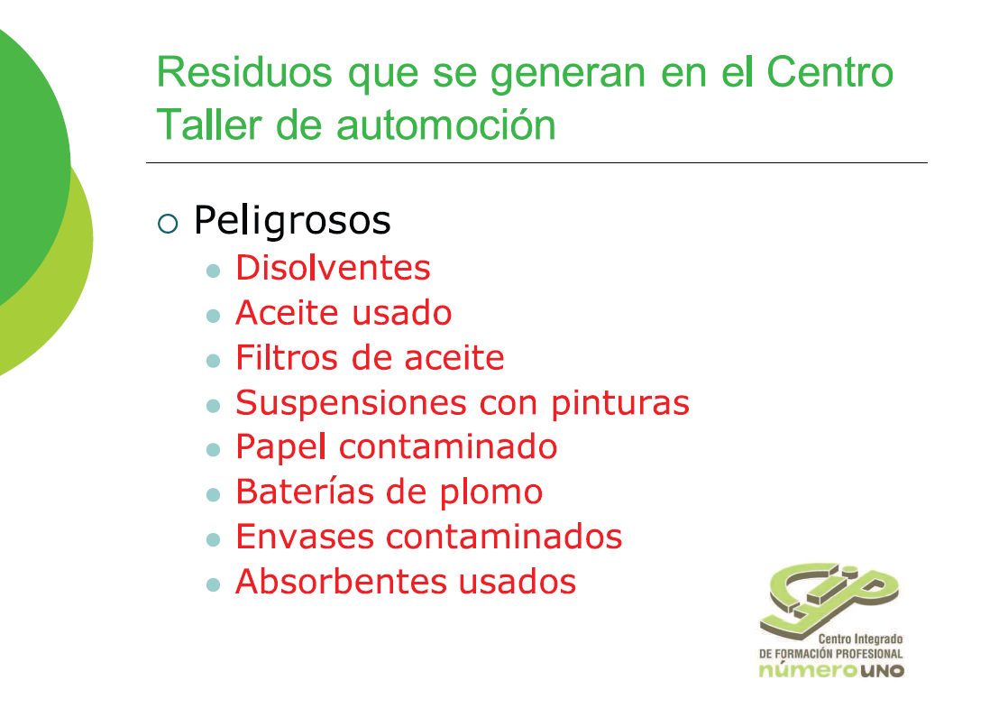 Residuos que se generan en el Centro
Taller de automoción
Peligrosos
Disolventes
Aceite usado
Filtros de aceite
Suspensiones con pinturas
Papel contaminado
Baterías de plomo
Envases contaminados
Absorbentes usados
Centro Integrado
DE FORMACIÓN PROFESIONAL
númeroUNO